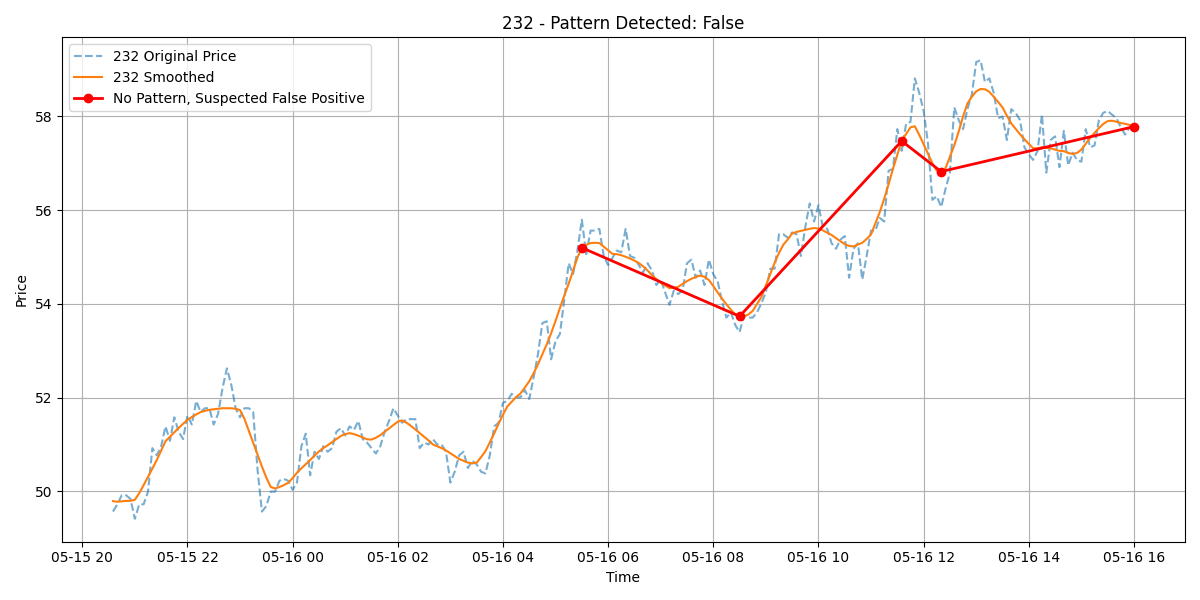 232 - Pattern Detected: False
232 Original Price
232 Smoothed
No Pattern, Suspected False Positive
Price
58
56
54
52
50
05-15 20 05-15 22 05-16 00 05-16 02 05-16 04 05-16 06 05-16 08 05-16 10 05-16 12 05-16 14 05-16 16
Time